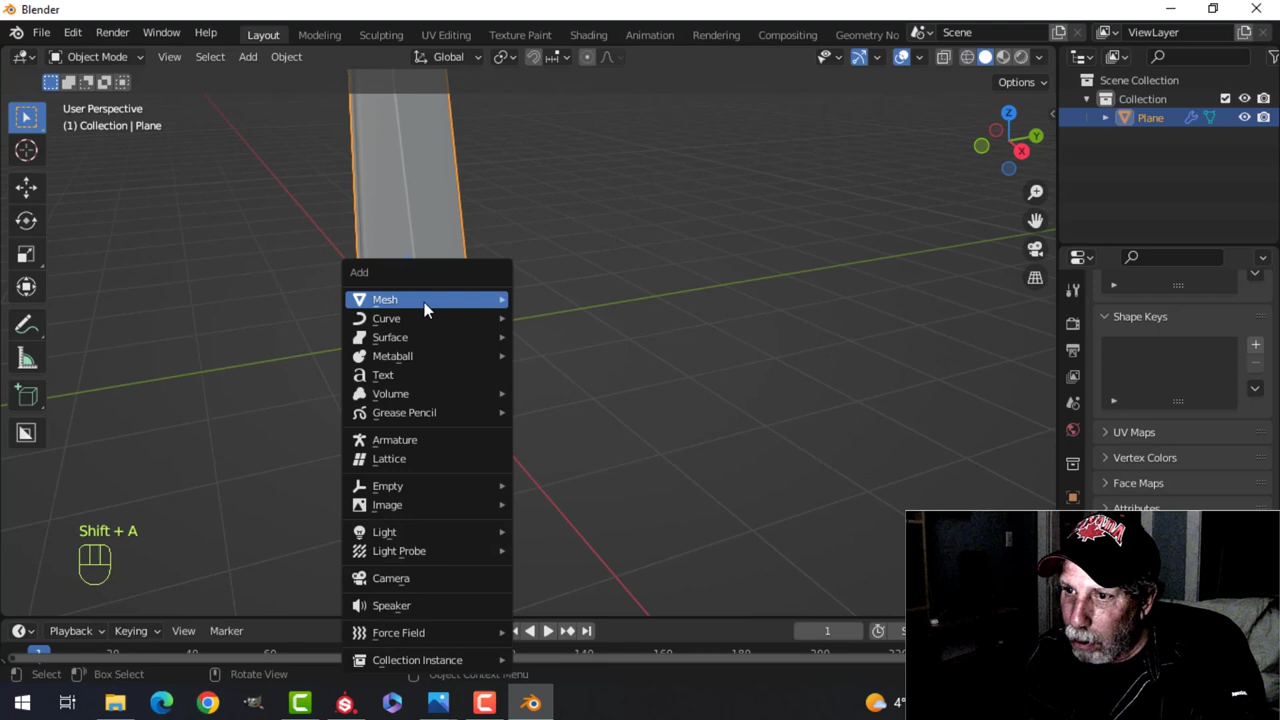 Blender
File Edit Render Window Help
Layout Modeling Sculpting UV Editing Texture Paint Shading Animation Rendering Compositing Geometry No
Scene
ViewLayer
Object Mode View Select Add Object
Global
Options
User Perspective
(1) Collection | Plane
Z
Y
X
Scene Collection
Collection
Plane
Add
Mesh
Curve
Surface
Metaball
Text
Volume
Grease Pencil
Armature
Lattice
Empty
Image
Light
Light Probe
Camera
Speaker
Force Field
Collection Instance
Shape Keys
UV Maps
Vertex Colors
Face Maps
Attributes
Shift + A
Playback Keying View Marker
1
Select Box Select Rotate View Object Context Menu
4°